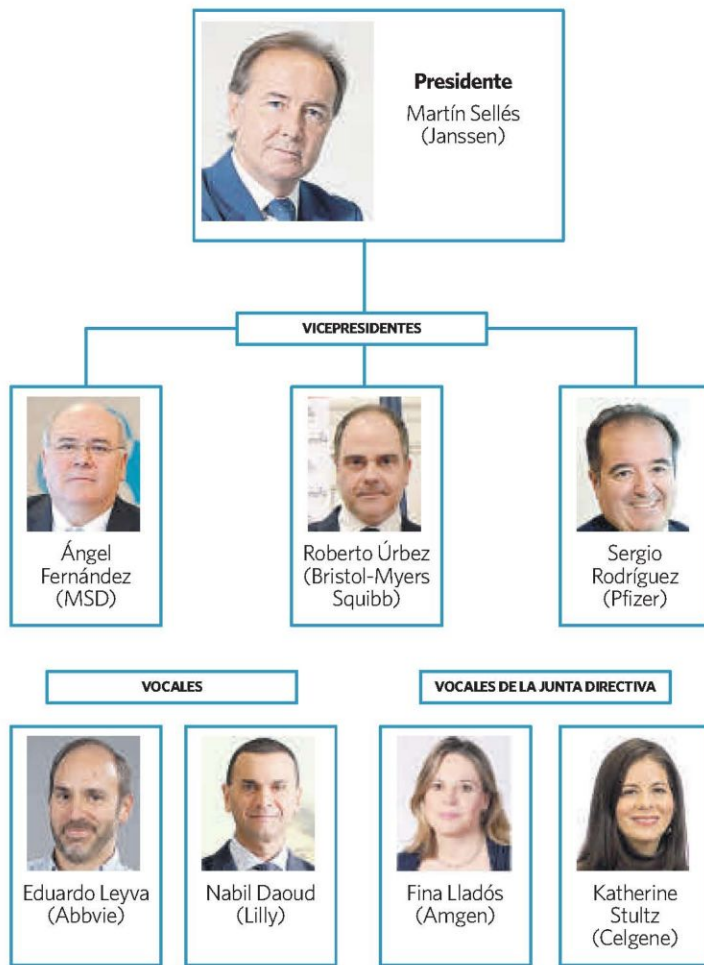 Presidente
Martín Sellés
(Janssen)
VICEPRESIDENTES
Ángel
Fernández
(MSD)
Roberto Úrbez
(Bristol-Myers
Squibb)
Sergio
Rodríguez
(Pfizer)
VOCALES
VOCALES DE LA JUNTA DIRECTIVA
Eduardo Leyva
(Abbvie)
Nabil Daoud
(Lilly)
Fina Lladós
(Amgen)
Katherine
Stultz
(Celgene)